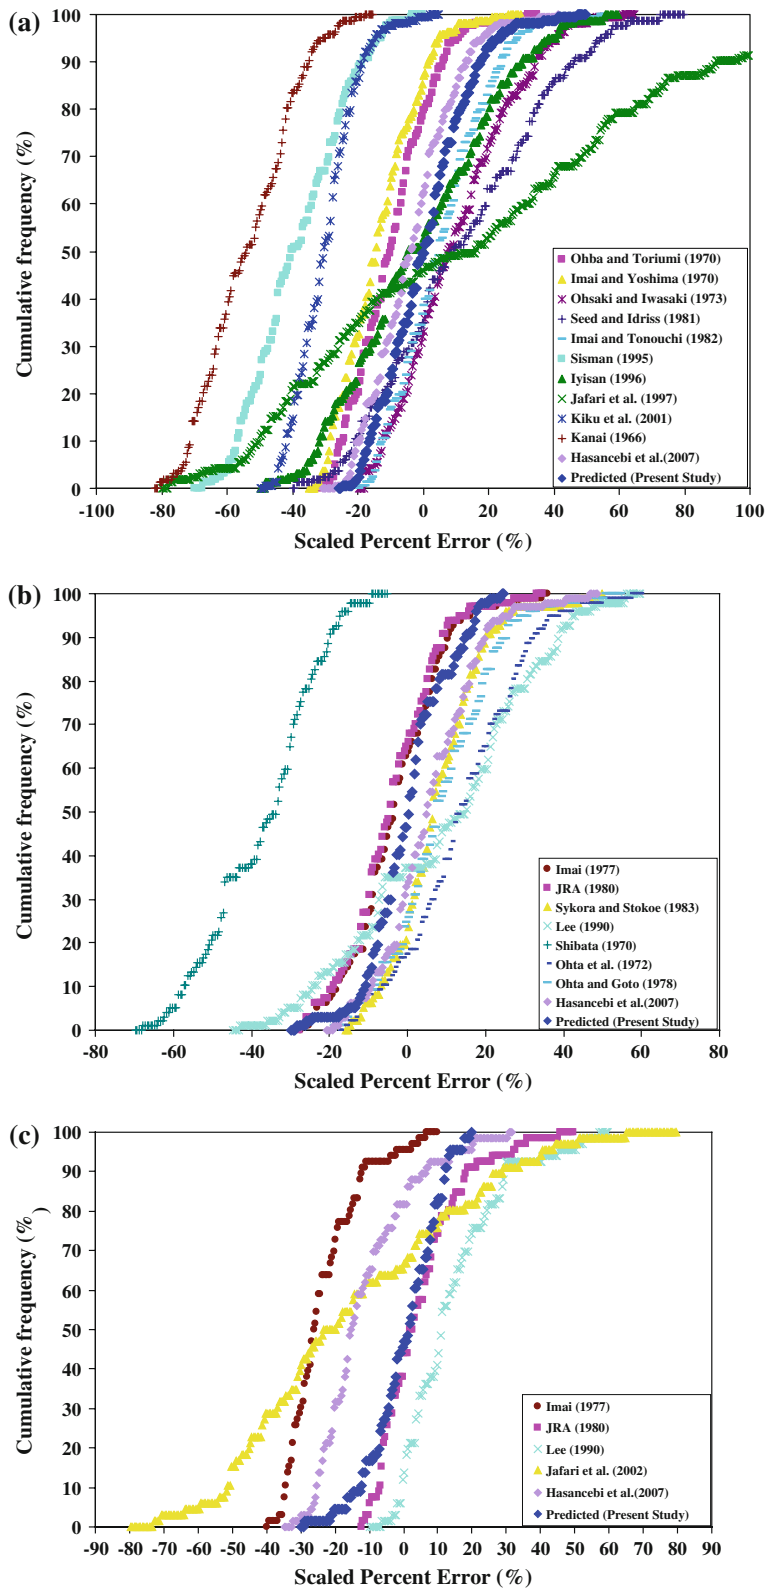 (a)
Cumulative frequency (%)
100
90
80
70
60
50
40
30
20
10
0
-100 -80 -60 -40 -20 0 20 40 60 80 100
Scaled Percent Error (%)
Ohba and Toriumi (1970)
Imai and Yoshima (1970)
Ohsaki and Iwasaki (1973)
Seed and Idriss (1981)
Imai and Tonouchi (1982)
Sisman (1995)
Iyisan (1996)
Jafari et al. (1997)
Kiku et al. (2001)
Kanai (1966)
Hasancebi et al.(2007)
Predicted (Present Study)
(b)
Cumulative frequency (%)
100
90
80
70
60
50
40
30
20
10
0
-80 -60 -40 -20 0 20 40 60 80
Scaled Percent Error (%)
Imai (1977)
JRA (1980)
Sykora and Stokoe (1983)
Lee (1990)
Shibata (1970)
Ohta et al. (1972)
Ohta and Goto (1978)
Hasancebi et al.(2007)
Predicted (Present Study)
(c)
Cumulative frequency (%)
100
90
80
70
60
50
40
30
20
10
0
-90 -80 -70 -60 -50 -40 -30 -20 -10 0 10 20 30 40 50 60 70 80 90
Scaled Percent Error (%)
Imai (1977)
JRA (1980)
Lee (1990)
Jafari et al. (2002)
Hasancebi et al.(2007)
Predicted (Present Study)